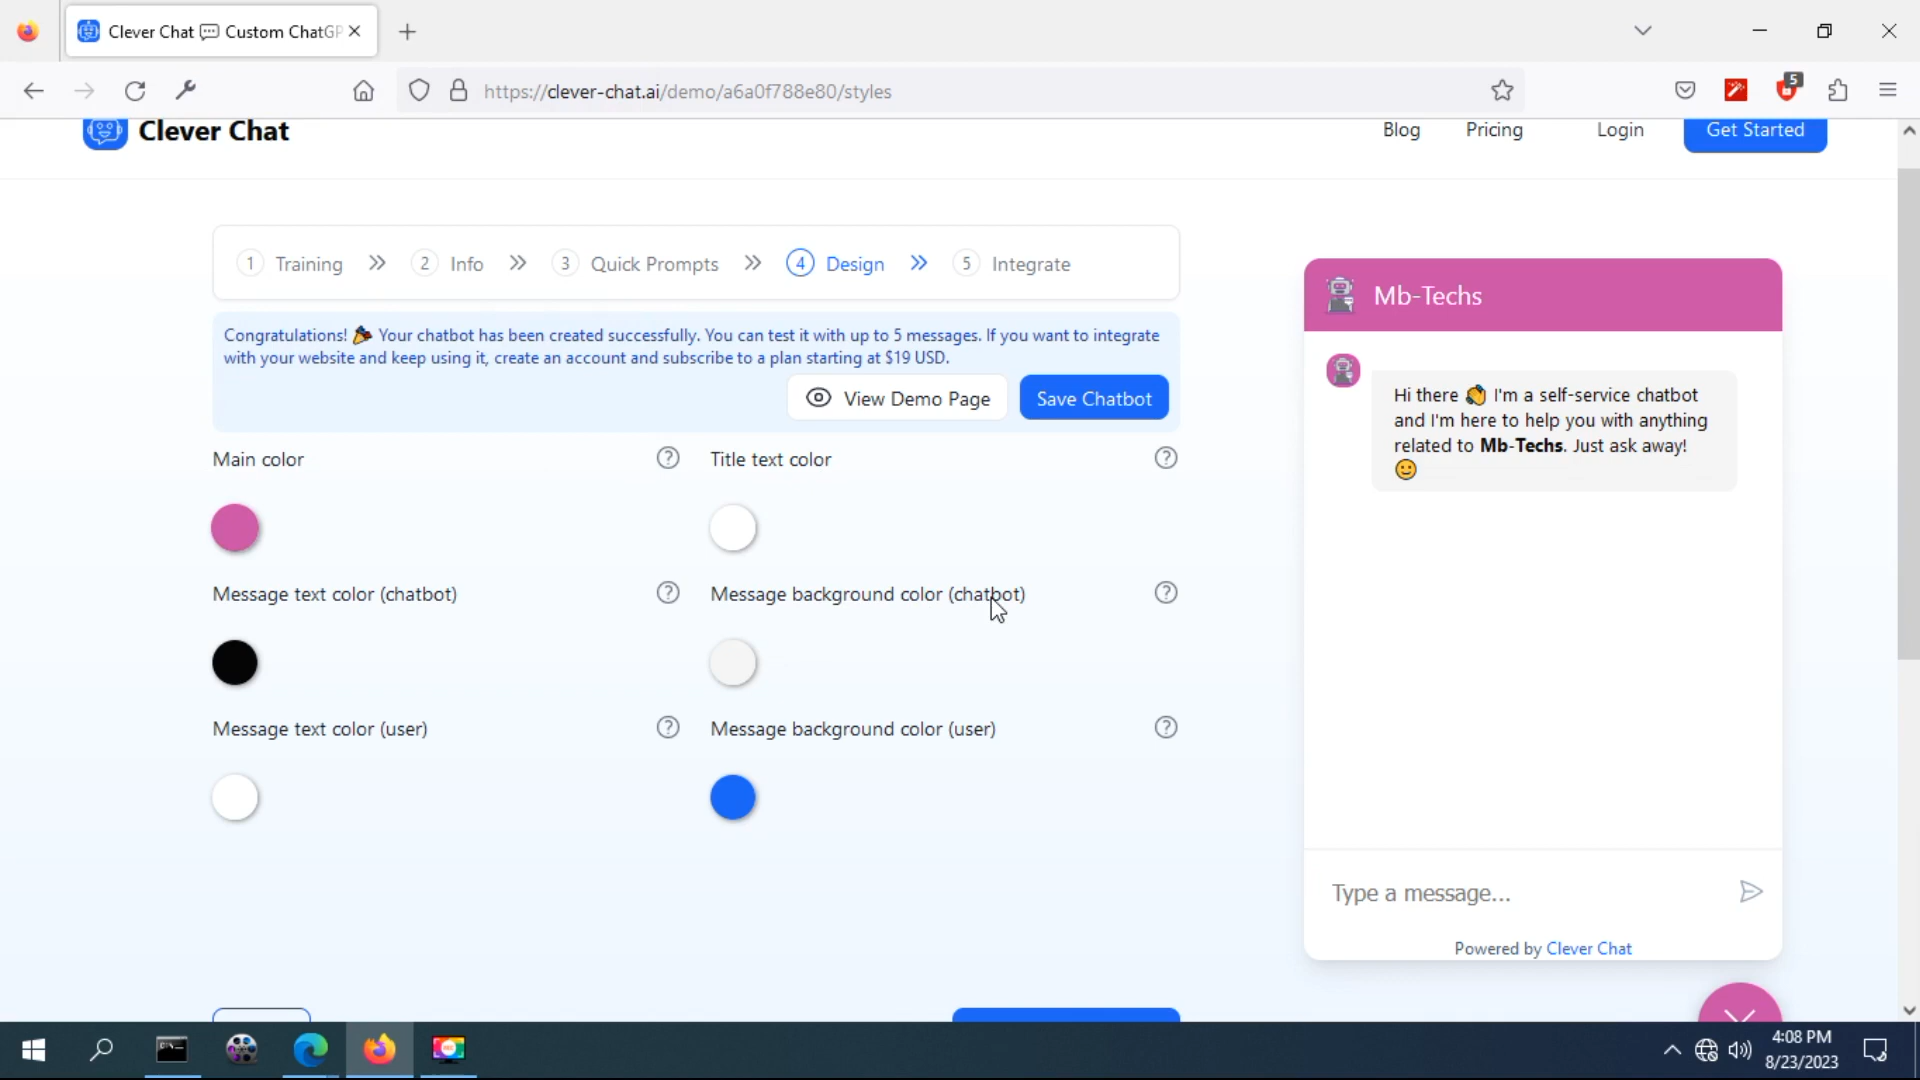 Clever Chat 💬 Custom ChatGP
https://clever-chat.ai/demo/a6a0f788e80/styles
5
Clever Chat
Blog
Pricing
Login
Get Started
1 Training
2 Info
3 Quick Prompts
4 Design
5 Integrate
Congratulations! 🎉 Your chatbot has been created successfully. You can test it with up to 5 messages. If you want to integrate
with your website and keep using it, create an account and subscribe to a plan starting at $19 USD.
View Demo Page
Save Chatbot
Main color
Title text color
Message text color (chatbot)
Message background color (chatbot)
Message text color (user)
Message background color (user)
Mb-Techs
Hi there 👋 I'm a self-service chatbot
and I'm here to help you with anything
related to Mb-Techs. Just ask away!
🙂
Type a message...
Powered by Clever Chat
4:08 PM
8/23/2023